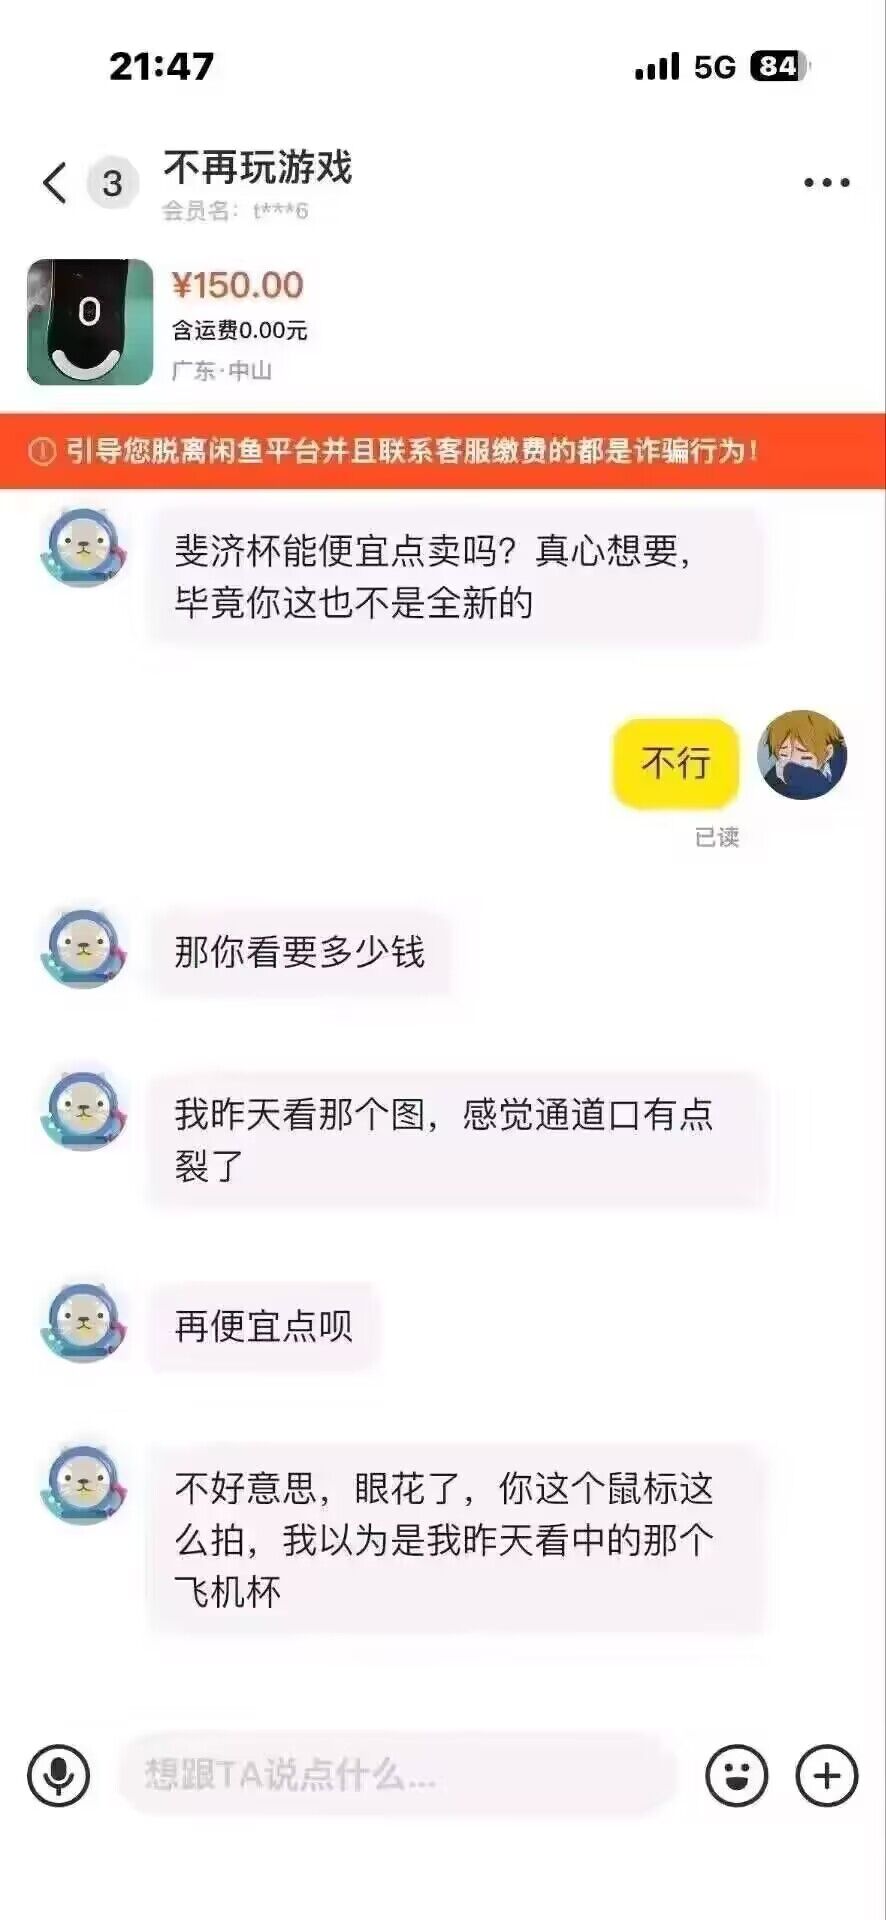 21:47
5G
84
3
不再玩游戏
会员名: t***6
¥150.00
含运费0.00元
广东·中山
引导您脱离闲鱼平台并且联系客服缴费的都是诈骗行为!
斐济杯能便宜点卖吗？真心想要，
毕竟你这也不是全新的
不行
已读
那你看要多少钱
我昨天看那个图，感觉通道口有点
裂了
再便宜点呗
不好意思，眼花了，你这个鼠标这
么拍，我以为是我昨天看中的那个
飞机杯
想跟TA说点什么...